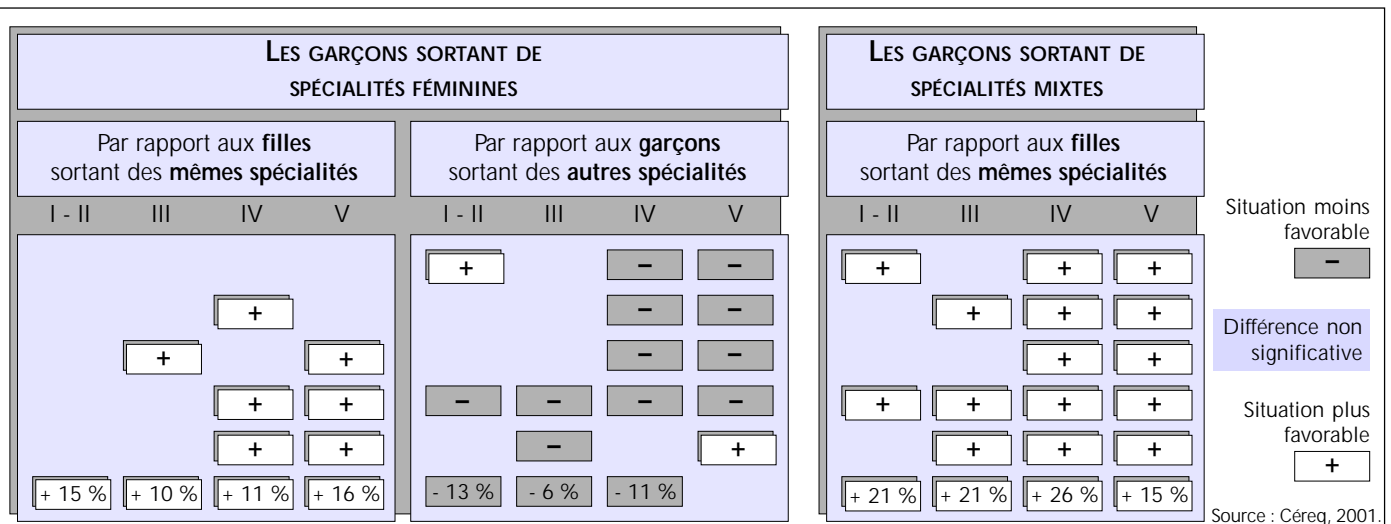 LES GARÇONS SORTANT DE
SPÉCIALITÉS FÉMININES
Par rapport aux filles
sortant des mêmes spécialités
Par rapport aux garçons
sortant des autres spécialités
I - II III IV V
I - II III IV V
+ − −
+ − −
+ + − − −
+ + − − − −
+ + − +
+ 15 % + 10 % + 11 % + 16 % - 13 % - 6 % - 11 %
LES GARÇONS SORTANT DE
SPÉCIALITÉS MIXTES
Par rapport aux filles
sortant des mêmes spécialités
I - II III IV V
+ + +
+ + +
+ +
+ + + +
+ + +
+ 21 % + 21 % + 26 % + 15 %
Situation moins
favorable
−
Différence non
significative
Situation plus
favorable
+
Source : Céreq, 2001.